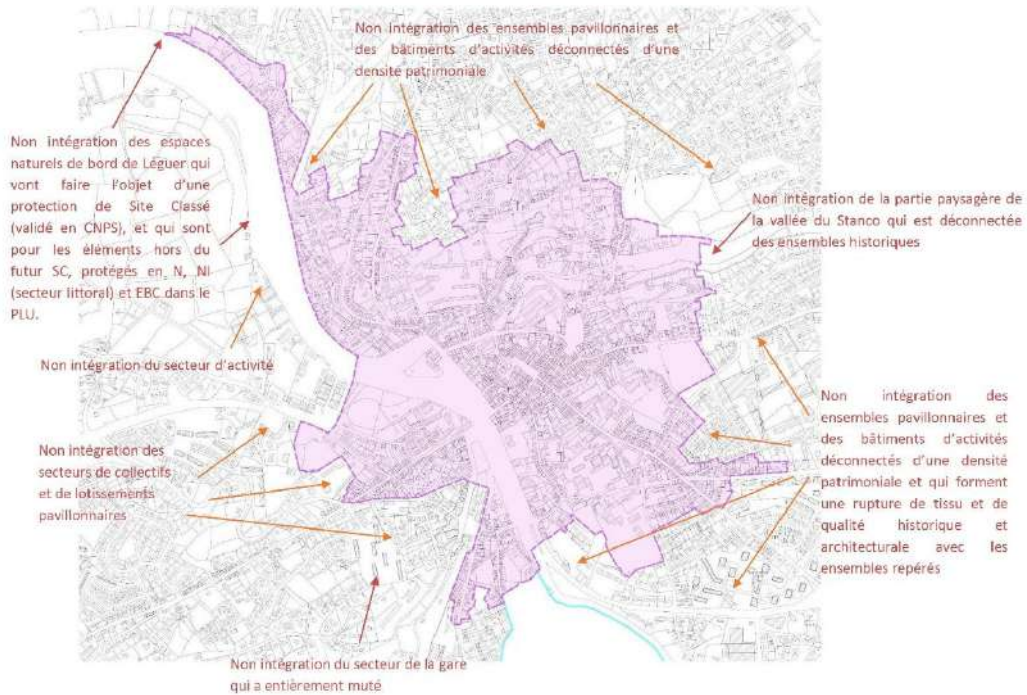 Non intégration des ensembles pavillonnaires et
des bâtiments d'activités déconnectés d'une
densité patrimoniale
Non intégration des espaces
naturels de bord de Léguer qui
vont faire l'objet d'une
protection de Site Classé
(validé en CNPS), et qui sont
pour les éléments hors du
futur SC, protégés en N, Nl
(secteur littoral) et EBC dans le
PLU.
Non intégration de la partie paysagère de
la vallée du Stanco qui est déconnectée
des ensembles historiques
Non intégration du secteur d'activité
Non intégration des
ensembles pavillonnaires et
des bâtiments d'activités
déconnectés d'une densité
patrimoniale et qui forment
une rupture de tissu et de
qualité historique et
architecturale avec les
ensembles repérés
Non intégration des
secteurs de collectifs
et de lotissements
pavillonnaires
Non intégration du secteur de la gare
qui a entièrement muté